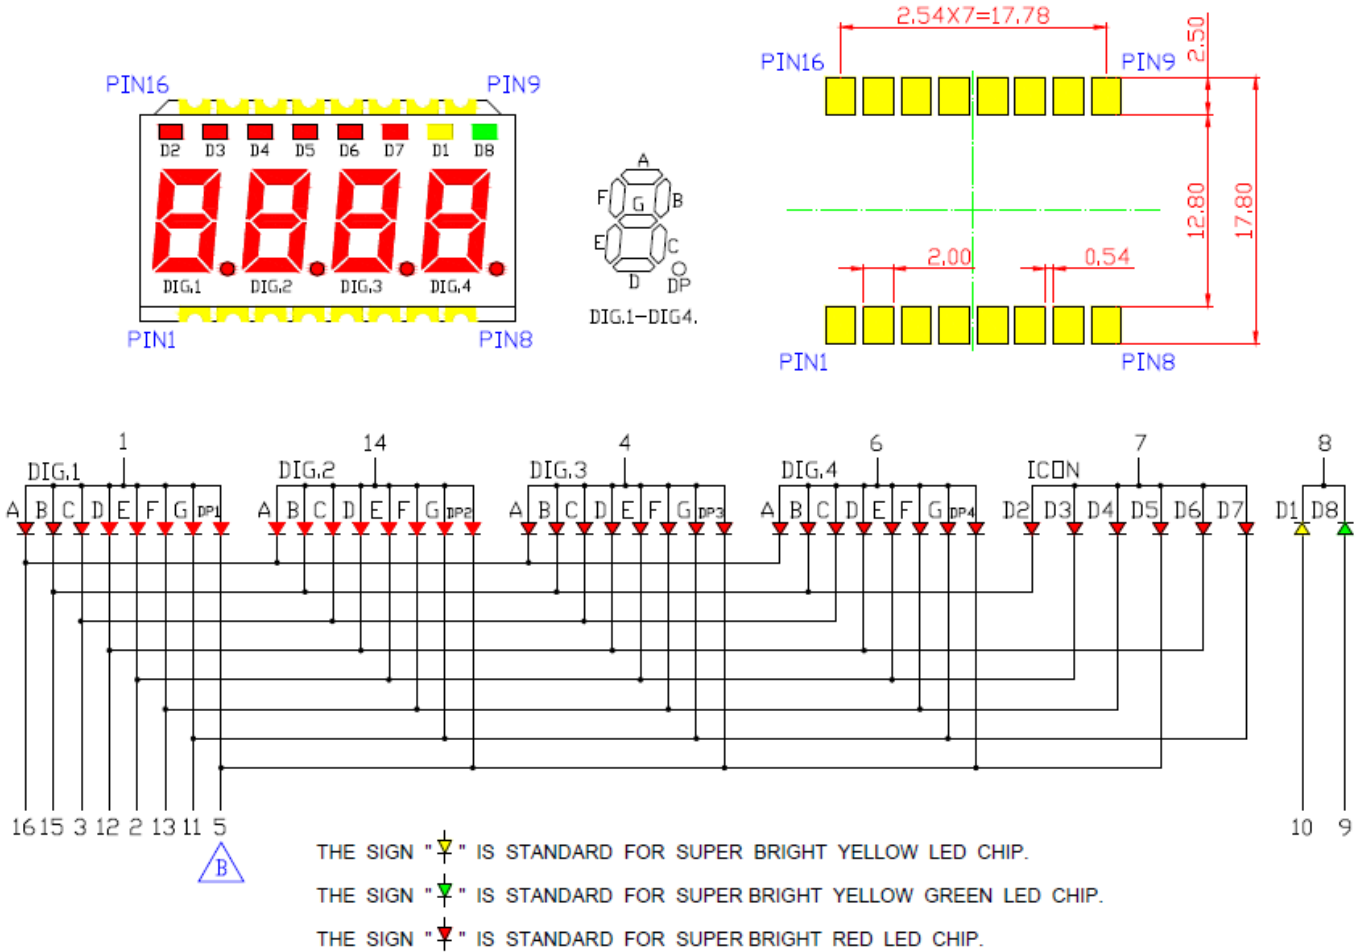 2.54X7=17.78
2.50
PIN16 PIN9
PIN16 PIN9
D2 D3 D4 D5 D6 D7 D1 D8
A
F G B
E C
D DP
12.80
17.80
2.00 0.54
DIG.1 DIG.2 DIG.3 DIG.4
DIG.1-DIG4.
PIN1 PIN8
PIN1 PIN8
1 14 4 6 7 8
DIG.1 DIG.2 DIG.3 DIG.4 ICON
A B C D E F G DP1 A B C D E F G DP2 A B C D E F G DP3 A B C D E F G DP4 D2 D3 D4 D5 D6 D7 D1 D8
16 15 3 12 2 13 11 5 10 9
B
THE SIGN " " IS STANDARD FOR SUPER BRIGHT YELLOW LED CHIP.
THE SIGN " " IS STANDARD FOR SUPER BRIGHT YELLOW GREEN LED CHIP.
THE SIGN " " IS STANDARD FOR SUPER BRIGHT RED LED CHIP.